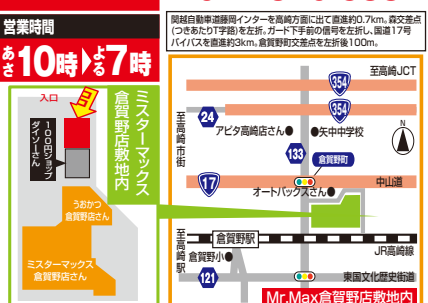 営業時間
あさ10時▶よる7時
関越自動車道藤岡インターを高崎方面に出て直進約0.7km。森交差点
(つきあたりT字路)を左折。ガード下手前の信号を左折し、国道17号
バイパスを直進約3km。倉賀野町交差点を左折後100m。
入口
ココ
100円ショップ
ダイソーさん
ミスターマックス
倉賀野店敷地内
うおかつ
倉賀野店さん
ミスターマックス
倉賀野店さん
至高崎JCT
354
354
24
至高崎市街
アピタ高崎店さん
矢中中学校
N
133
倉賀野町
17
中山道
オートバックスさん
至高崎駅
倉賀野駅
JR高崎線
倉賀野小
121
東国文化歴史街道
Mr.Max倉賀野店敷地内